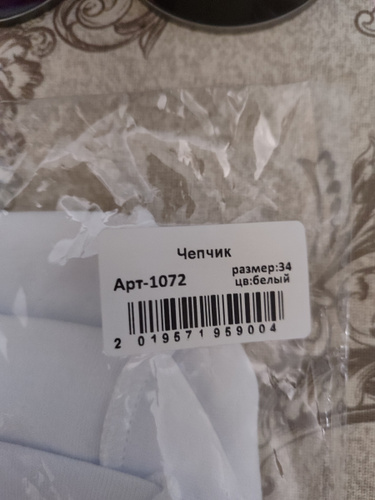 Чепчик
Арт-1072
размер:34
цв:белый
2 019571 959004